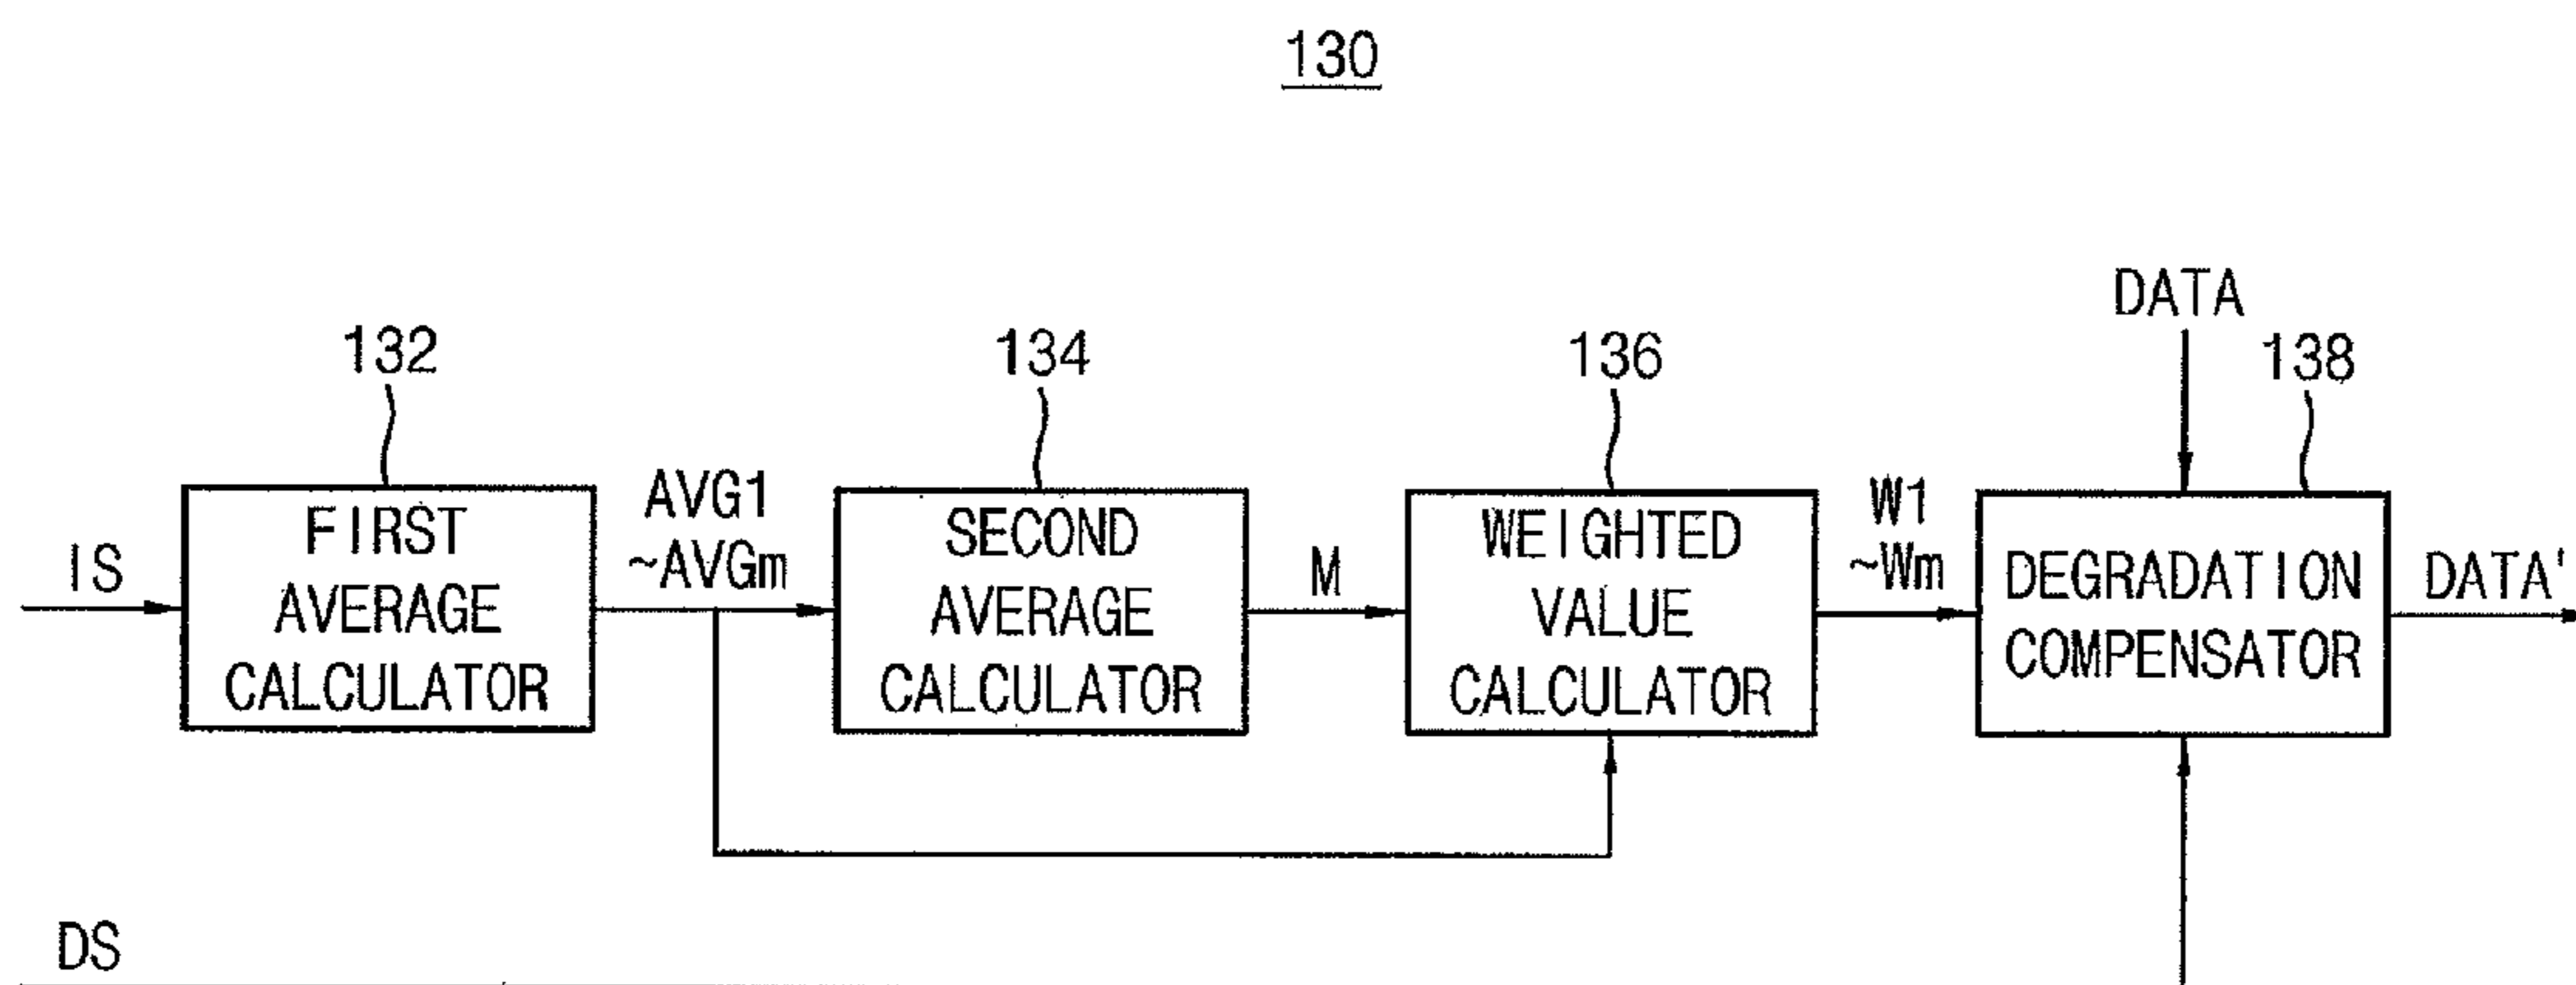 130
DATA
132
134
136
138
AVG1
~AVGm
W1
~Wm
IS
FIRST
AVERAGE
CALCULATOR
SECOND
AVERAGE
CALCULATOR
M
WEIGHTED
VALUE
CALCULATOR
DEGRADATION
COMPENSATOR
DATA'
DS